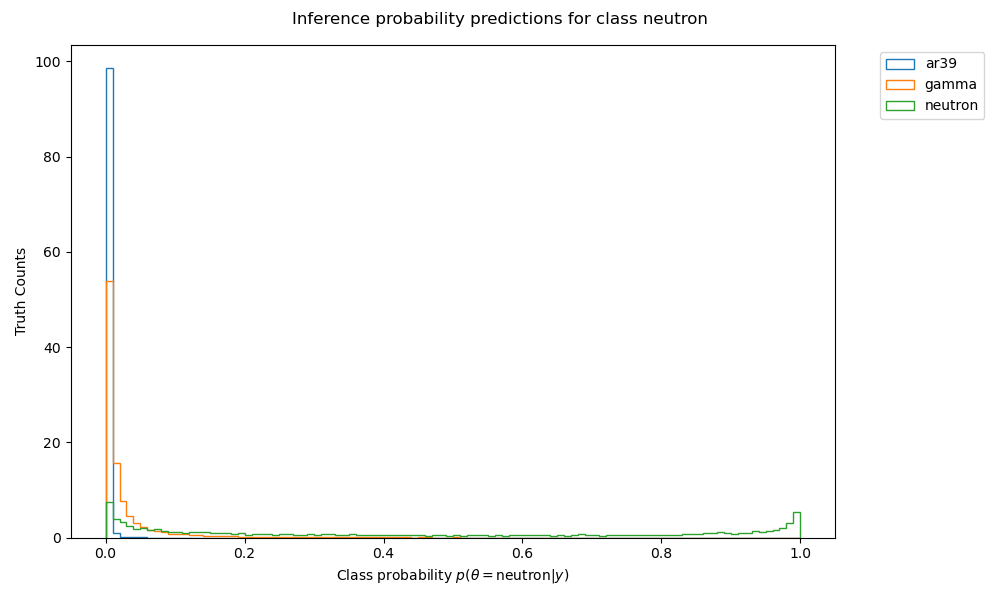 Inference probability predictions for class neutron
ar39
gamma
neutron
Truth Counts
100
80
60
40
20
0
0.0 0.2 0.4 0.6 0.8 1.0
Class probability p(θ = neutron|y)